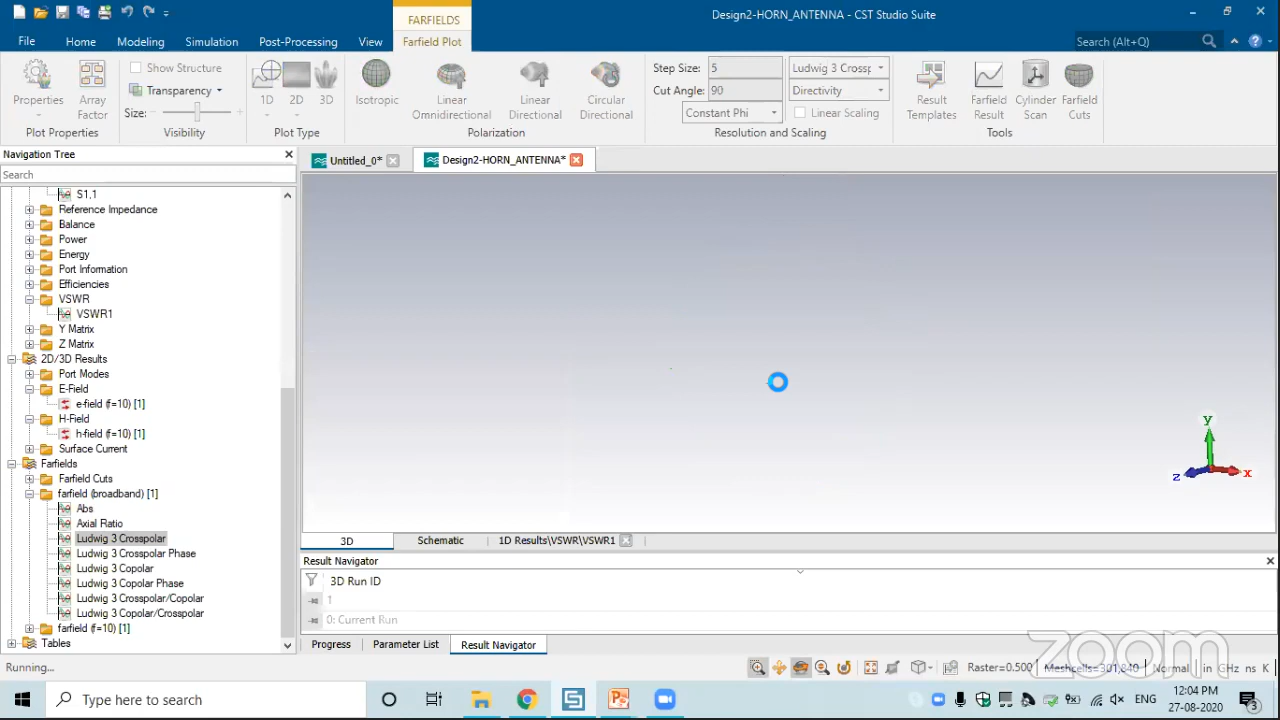 FARFIELDS
Design2-HORN_ANTENNA - CST Studio Suite
File Home Modeling Simulation Post-Processing View Farfield Plot
Search (Alt+Q)
Properties
Array Factor
Show Structure
Transparency
Size:
1D 2D 3D
Isotropic
Linear Omnidirectional
Linear Directional
Circular Directional
Step Size: 5
Cut Angle: 90
Constant Phi
Ludwig 3 Crossp
Directivity
Linear Scaling
Result Templates
Farfield Result
Cylinder Scan
Farfield Cuts
Plot Properties Visibility Plot Type Polarization Resolution and Scaling Tools
Navigation Tree
Search
Untitled_0*
Design2-HORN_ANTENNA*
S1,1
Reference Impedance
Balance
Power
Energy
Port Information
Efficiencies
VSWR
VSWR1
Y Matrix
Z Matrix
2D/3D Results
Port Modes
E-Field
e-field (f=10) [1]
H-Field
h-field (f=10) [1]
Surface Current
Farfields
Farfield Cuts
farfield (broadband) [1]
Abs
Axial Ratio
Ludwig 3 Crosspolar
Ludwig 3 Crosspolar Phase
Ludwig 3 Copolar
Ludwig 3 Copolar Phase
Ludwig 3 Crosspolar/Copolar
Ludwig 3 Copolar/Crosspolar
farfield (f=10) [1]
Tables
y
z x
3D Schematic 1D Results\VSWR\VSWR1
Result Navigator
3D Run ID
1
0: Current Run
Progress Parameter List Result Navigator
zoom
Running...
Raster=0.500 Meshcells=301,840 Normal in GHz ns K
Type here to search
ENG
12:04 PM
27-08-2020
3